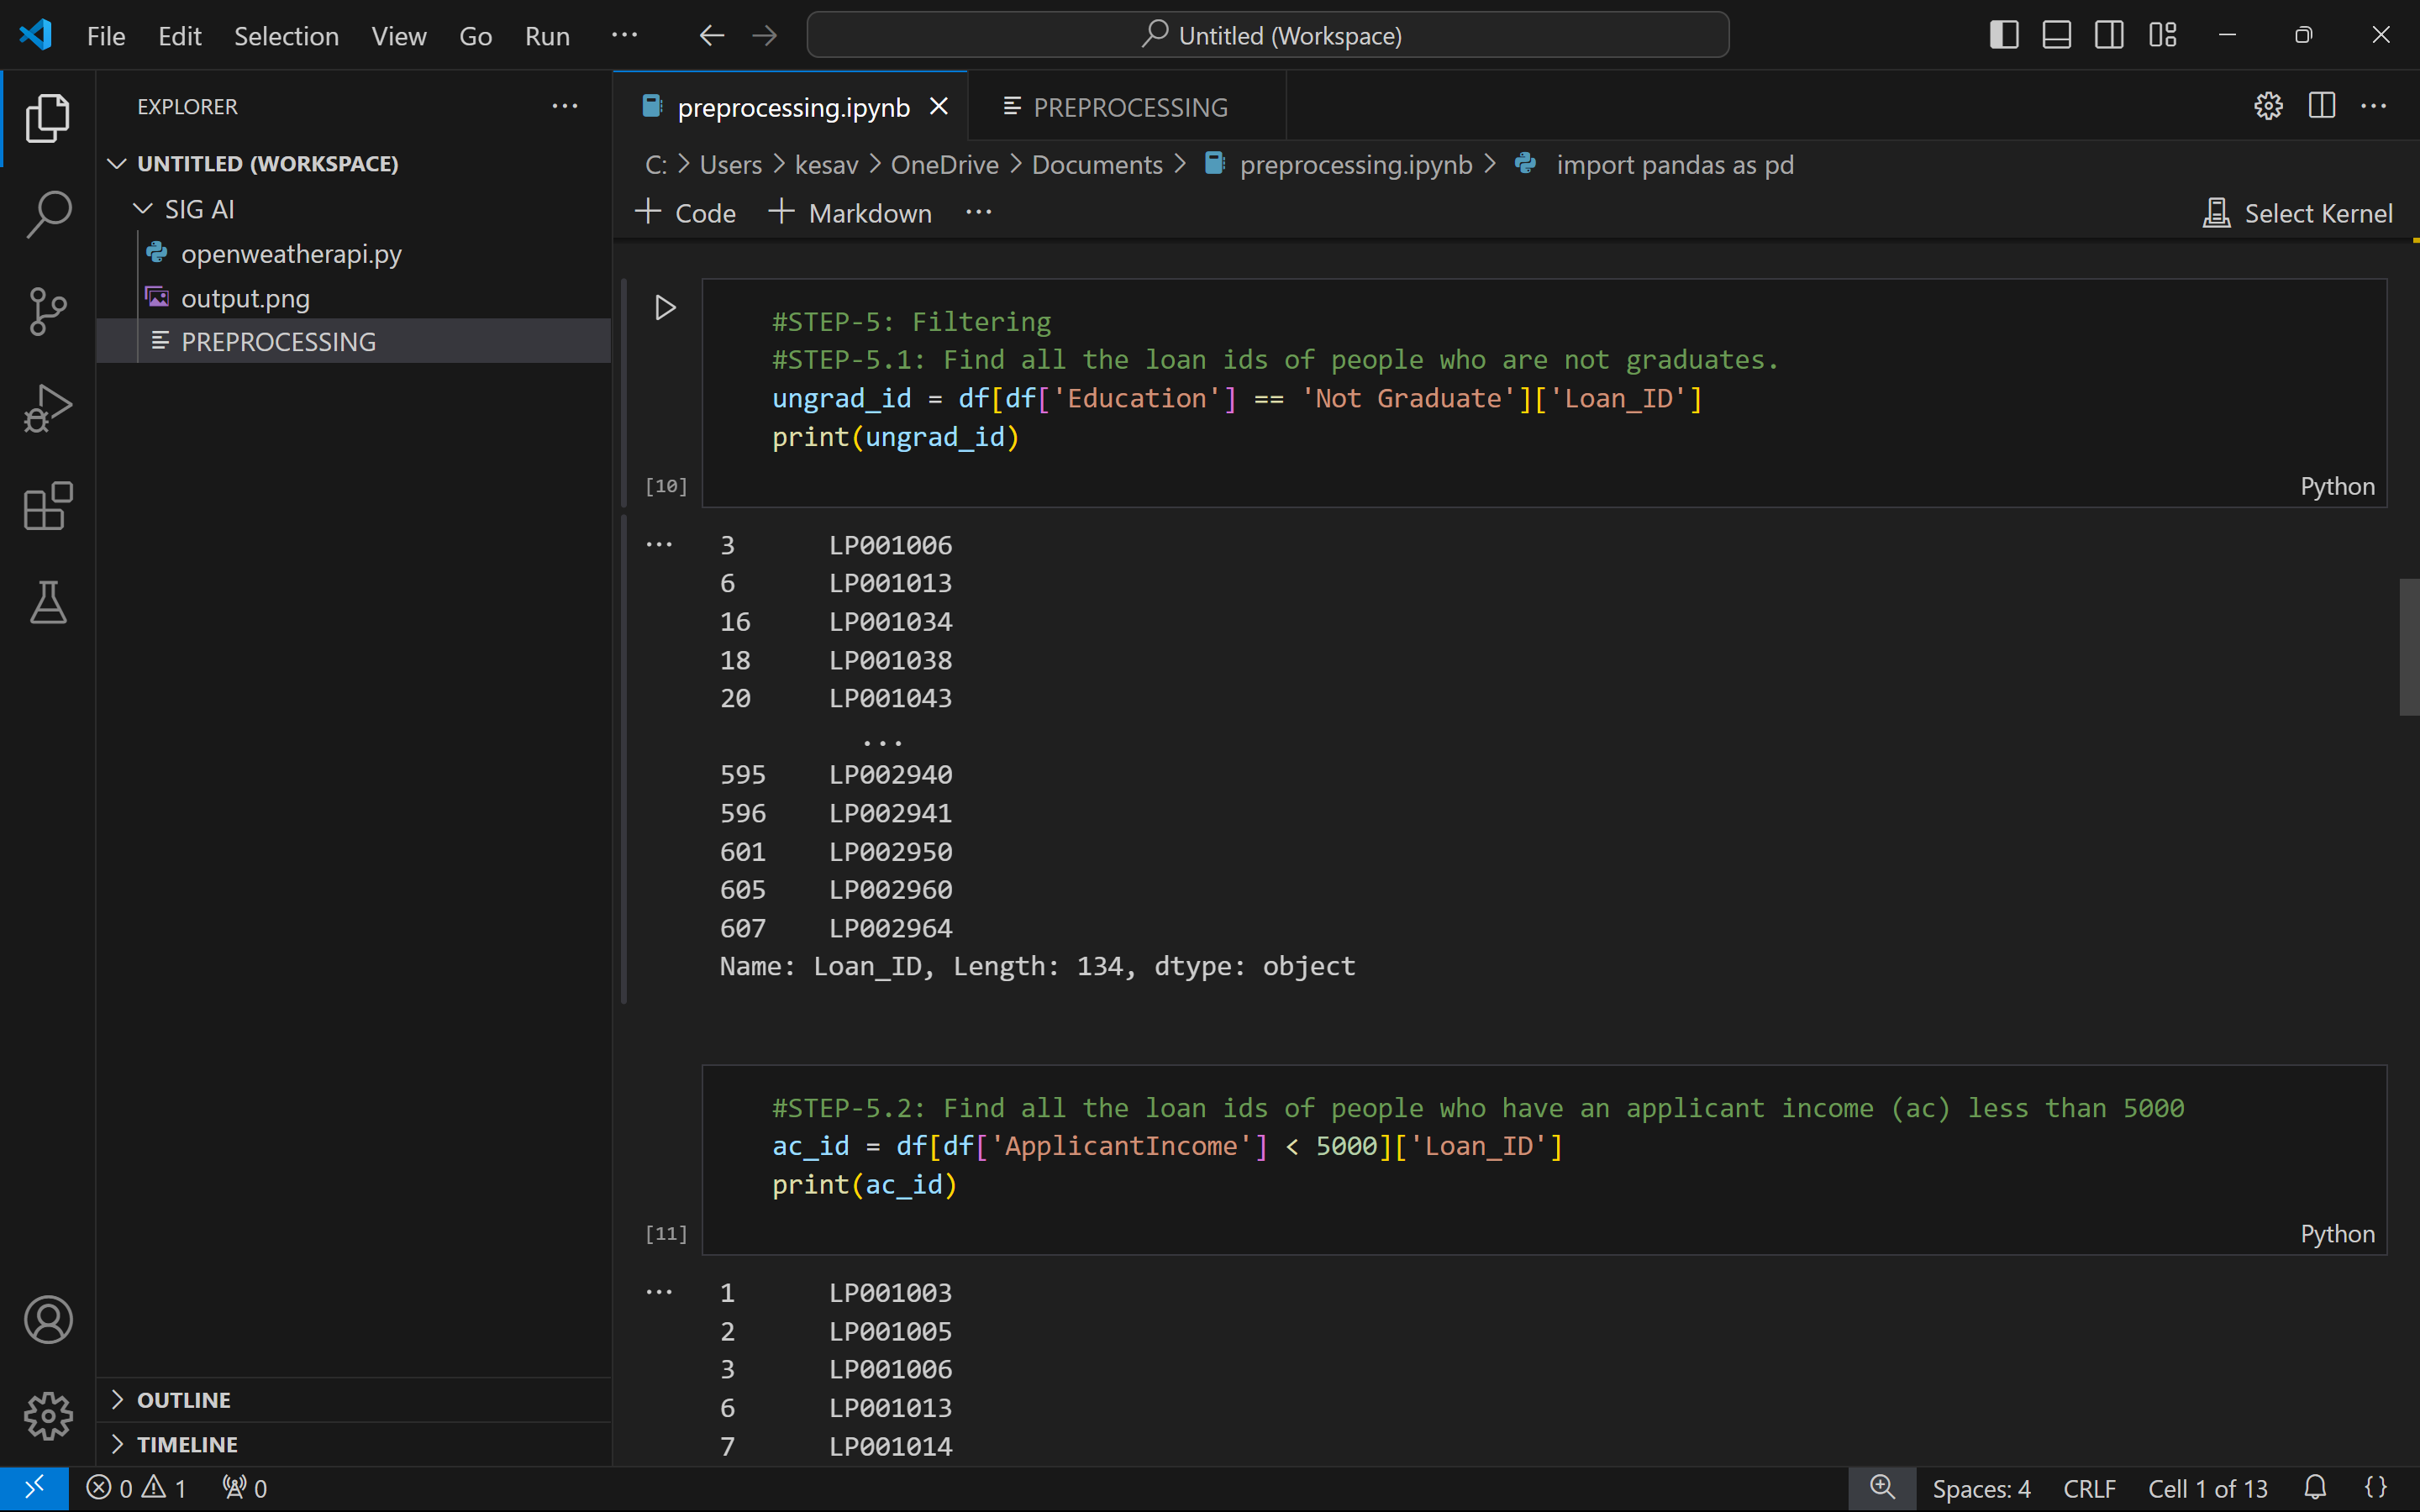 File Edit Selection View Go Run ··· Untitled (Workspace)
EXPLORER ···
UNTITLED (WORKSPACE)
SIG AI
openweatherapi.py
output.png
PREPROCESSING
OUTLINE
TIMELINE
preprocessing.ipynb PREPROCESSING
C: > Users > kesav > OneDrive > Documents > preprocessing.ipynb > import pandas as pd
+ Code + Markdown ··· Select Kernel
#STEP-5: Filtering
#STEP-5.1: Find all the loan ids of people who are not graduates.
ungrad_id = df[df['Education'] == 'Not Graduate']['Loan_ID']
print(ungrad_id)
[10] Python
··· 3 LP001006
6 LP001013
16 LP001034
18 LP001038
20 LP001043
...
595 LP002940
596 LP002941
601 LP002950
605 LP002960
607 LP002964
Name: Loan_ID, Length: 134, dtype: object
#STEP-5.2: Find all the loan ids of people who have an applicant income (ac) less than 5000
ac_id = df[df['ApplicantIncome'] < 5000]['Loan_ID']
print(ac_id)
[11] Python
··· 1 LP001003
2 LP001005
3 LP001006
6 LP001013
7 LP001014
0 1 0 Spaces: 4 CRLF Cell 1 of 13 {}